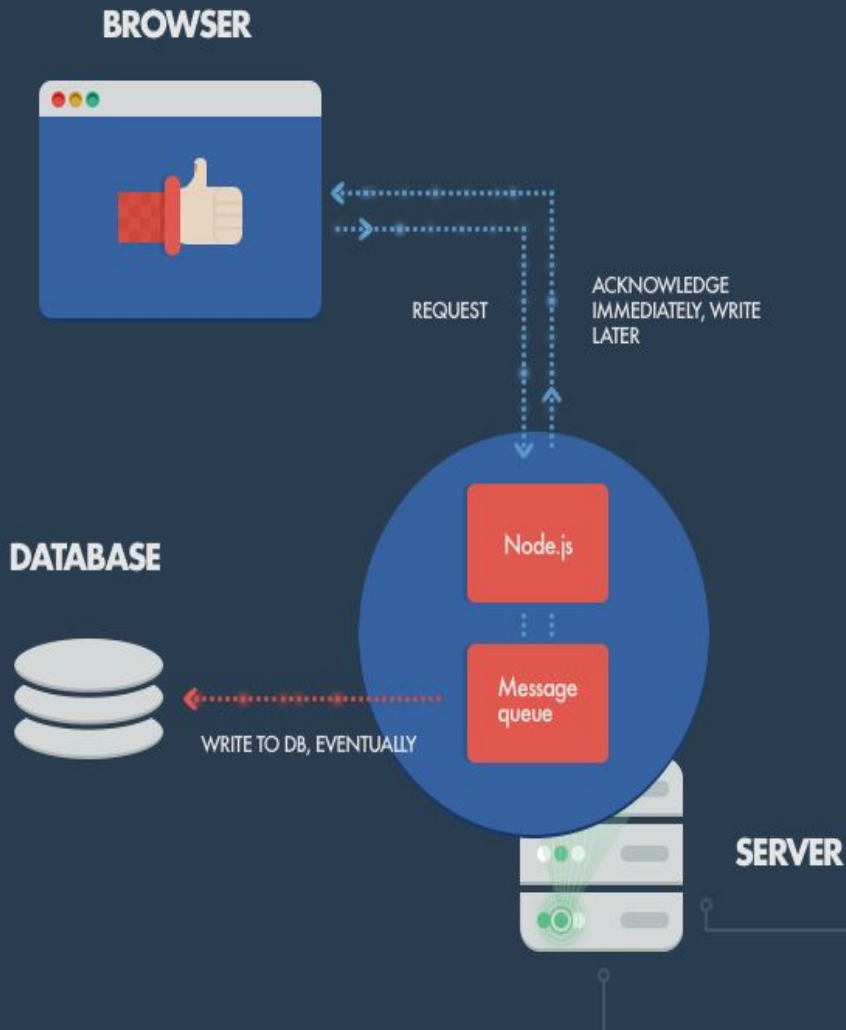 BROWSER
REQUEST
ACKNOWLEDGE
IMMEDIATELY, WRITE
LATER
Node.js
DATABASE
Message
queue
WRITE TO DB, EVENTUALLY
SERVER